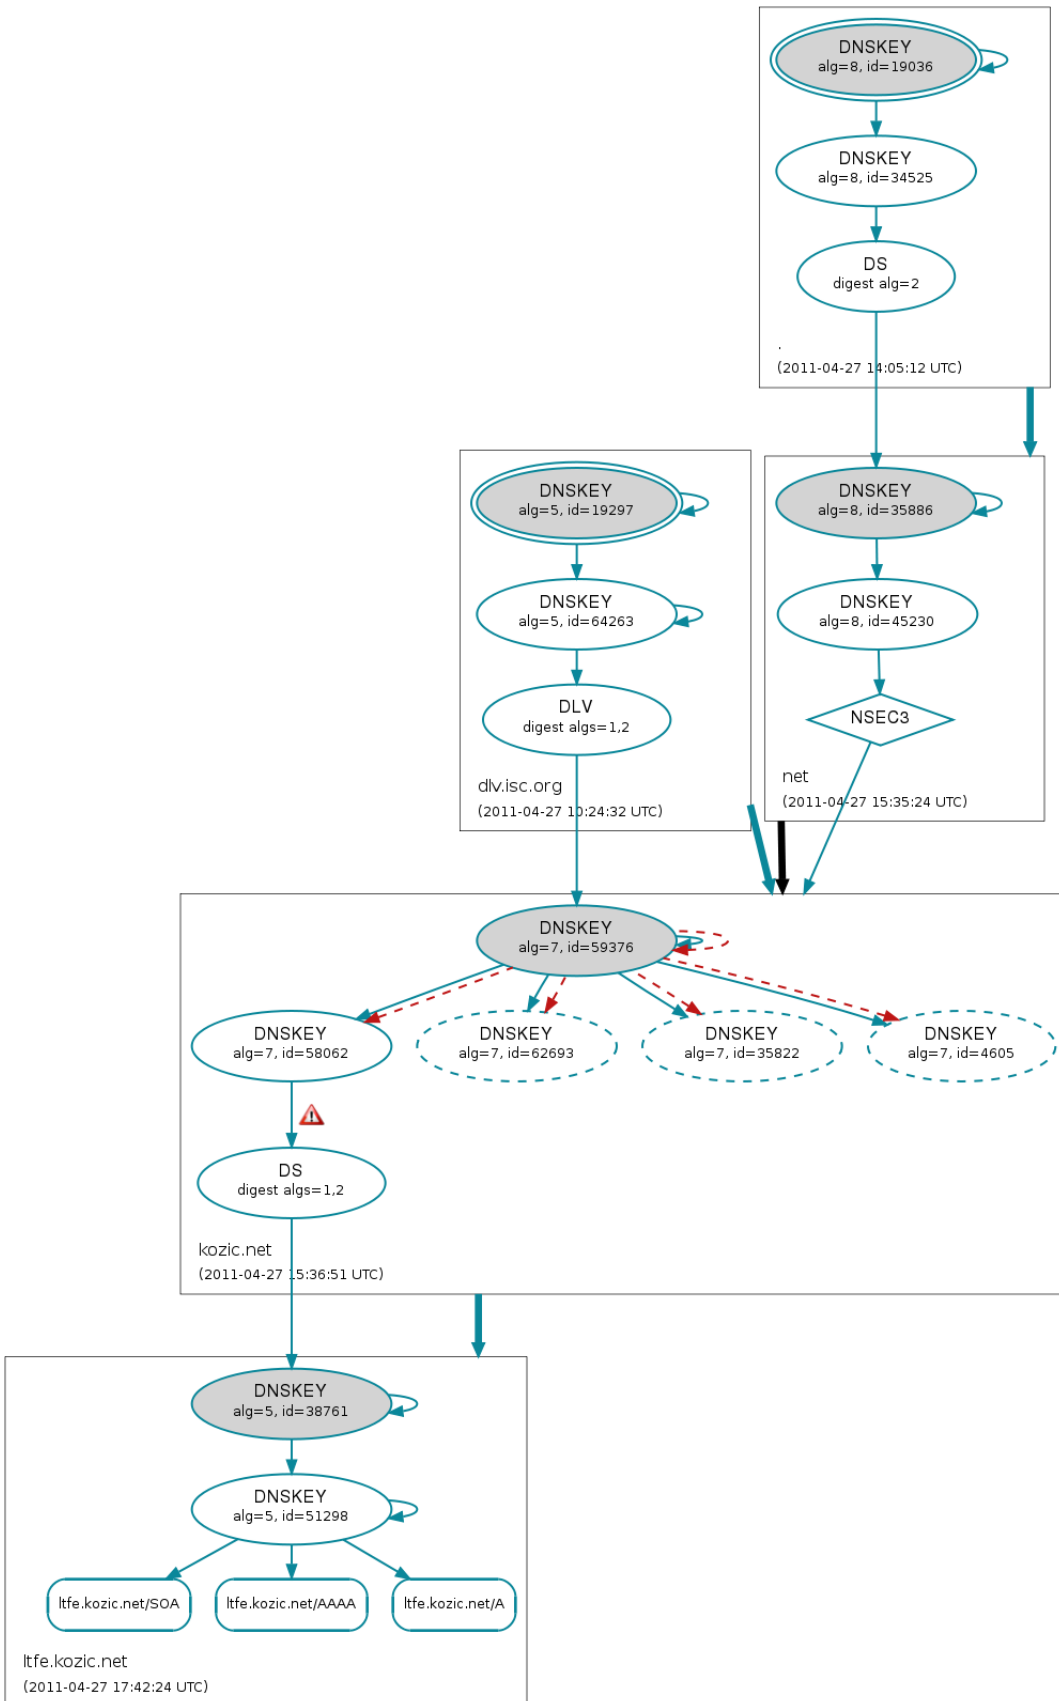 DNSKEY
alg=8, id=19036
DNSKEY
alg=8, id=34525
DS
digest alg=2
.
(2011-04-27 14:05:12 UTC)
DNSKEY
alg=5, id=19297
DNSKEY
alg=5, id=64263
DLV
digest algs=1,2
dlv.isc.org
(2011-04-27 10:24:32 UTC)
DNSKEY
alg=8, id=35886
DNSKEY
alg=8, id=45230
NSEC3
net
(2011-04-27 15:35:24 UTC)
DNSKEY
alg=7, id=59376
DNSKEY
alg=7, id=58062
DNSKEY
alg=7, id=62693
DNSKEY
alg=7, id=35822
DNSKEY
alg=7, id=4605
DS
digest algs=1,2
kozic.net
(2011-04-27 15:36:51 UTC)
DNSKEY
alg=5, id=38761
DNSKEY
alg=5, id=51298
ltfe.kozic.net/SOA
ltfe.kozic.net/AAAA
ltfe.kozic.net/A
ltfe.kozic.net
(2011-04-27 17:42:24 UTC)